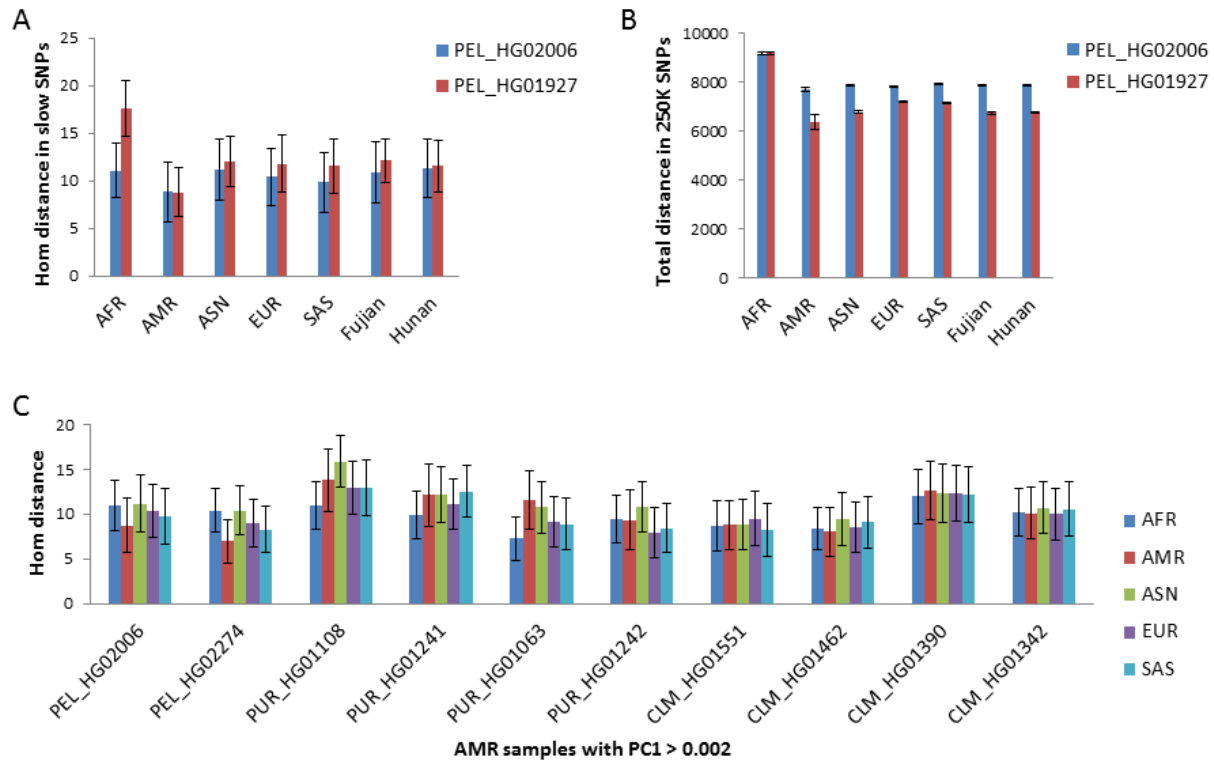 A
Hom distance in slow SNPs
25
20
15
10
5
0
AFR
AMR
ASN
EUR
SAS
Fujian
Hunan
PEL_HG02006
PEL_HG01927
B
Total distance in 250K SNPs
10000
8000
6000
4000
2000
0
AFR
AMR
ASN
EUR
SAS
Fujian
Hunan
PEL_HG02006
PEL_HG01927
C
Hom distance
20
15
10
5
0
PEL_HG02006
PEL_HG02274
PUR_HG01108
PUR_HG01241
PUR_HG01063
PUR_HG01242
CLM_HG01551
CLM_HG01462
CLM_HG01390
CLM_HG01342
AMR samples with PC1 > 0.002
AFR
AMR
ASN
EUR
SAS